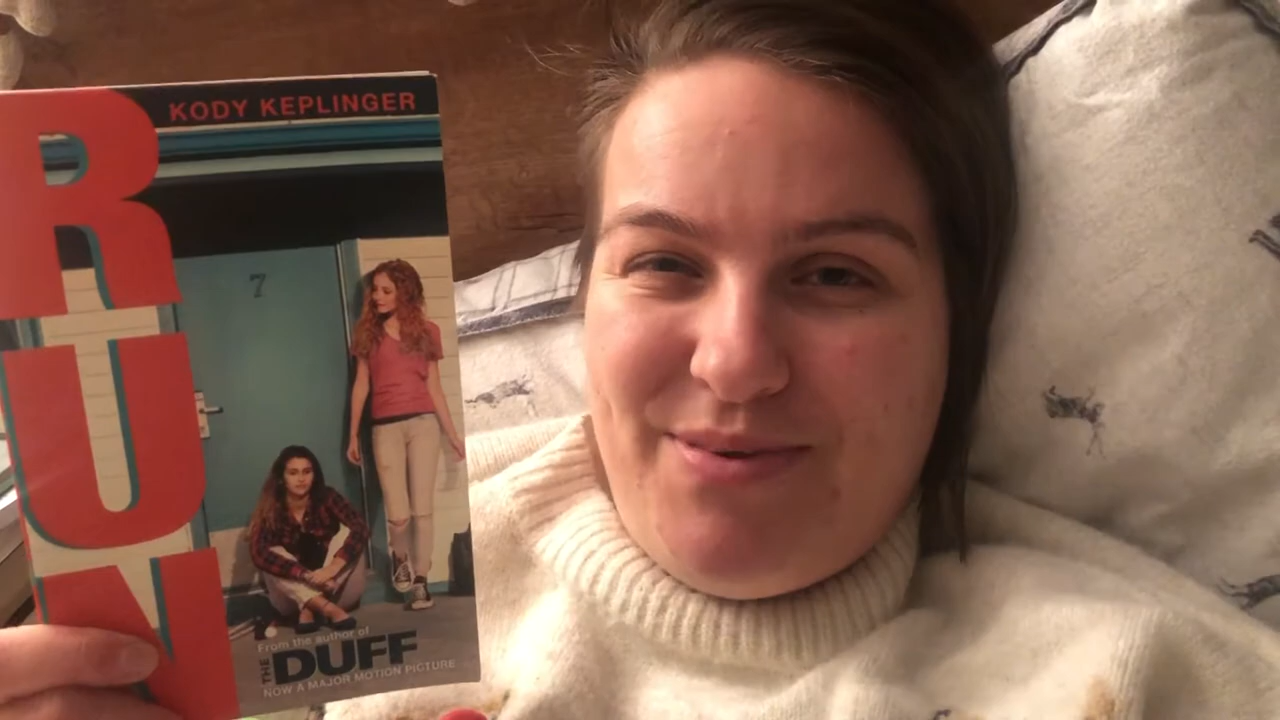 KODY KEPLINGER
RUN
7
From the author of
THE DUFF
NOW A MAJOR MOTION PICTURE